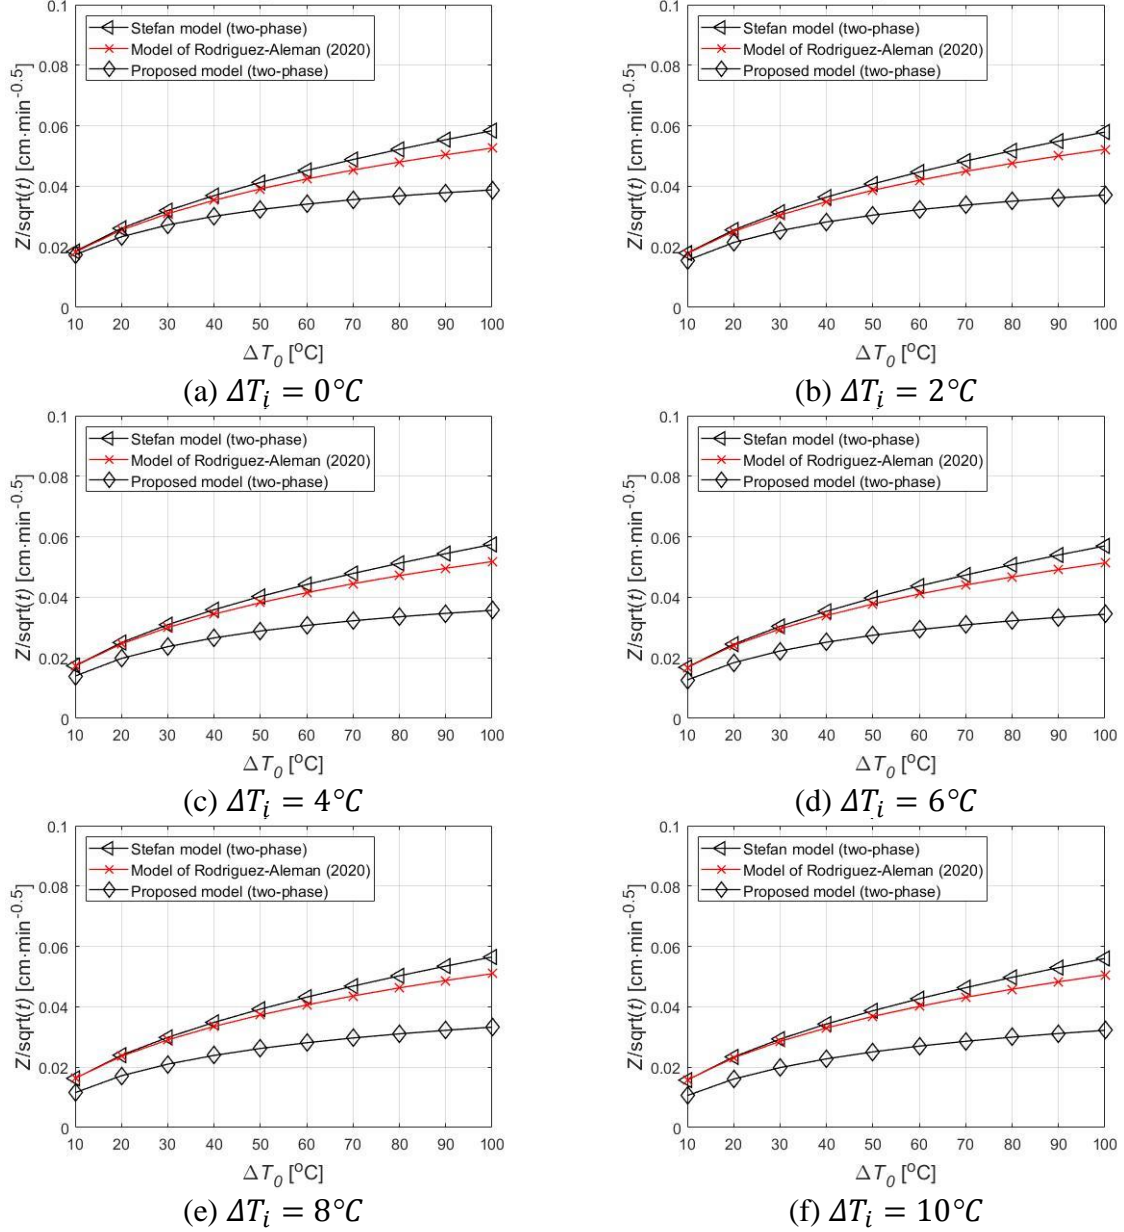 0.1
Stefan model (two-phase)
Model of Rodriguez-Aleman (2020)
Proposed model (two-phase)
0.08
0.06
0.04
0.02
0
Z/sqrt(t) [cm·min-0.5]
10 20 30 40 50 60 70 80 90 100
ΔT0 [oC]
(a) ΔTi = 0°C
0.1
Stefan model (two-phase)
Model of Rodriguez-Aleman (2020)
Proposed model (two-phase)
0.08
0.06
0.04
0.02
0
Z/sqrt(t) [cm·min-0.5]
10 20 30 40 50 60 70 80 90 100
ΔT0 [oC]
(b) ΔTi = 2°C
0.1
Stefan model (two-phase)
Model of Rodriguez-Aleman (2020)
Proposed model (two-phase)
0.08
0.06
0.04
0.02
0
Z/sqrt(t) [cm·min-0.5]
10 20 30 40 50 60 70 80 90 100
ΔT0 [oC]
(c) ΔTi = 4°C
0.1
Stefan model (two-phase)
Model of Rodriguez-Aleman (2020)
Proposed model (two-phase)
0.08
0.06
0.04
0.02
0
Z/sqrt(t) [cm·min-0.5]
10 20 30 40 50 60 70 80 90 100
ΔT0 [oC]
(d) ΔTi = 6°C
0.1
Stefan model (two-phase)
Model of Rodriguez-Aleman (2020)
Proposed model (two-phase)
0.08
0.06
0.04
0.02
0
Z/sqrt(t) [cm·min-0.5]
10 20 30 40 50 60 70 80 90 100
ΔT0 [oC]
(e) ΔTi = 8°C
0.1
Stefan model (two-phase)
Model of Rodriguez-Aleman (2020)
Proposed model (two-phase)
0.08
0.06
0.04
0.02
0
Z/sqrt(t) [cm·min-0.5]
10 20 30 40 50 60 70 80 90 100
ΔT0 [oC]
(f) ΔTi = 10°C